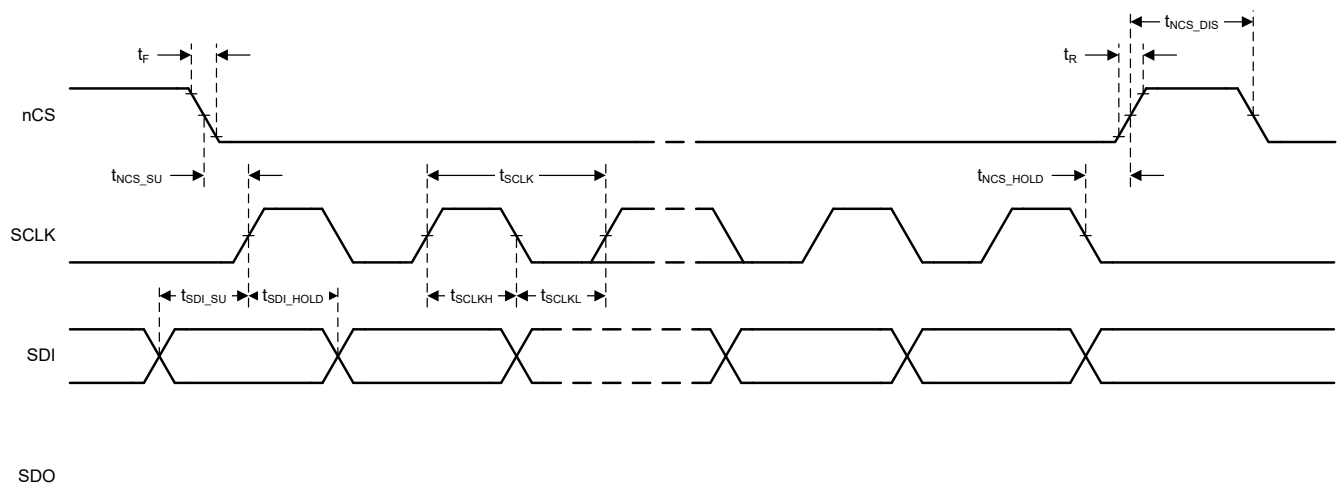 tNCS_DIS
tF
tR
nCS
tNCS_SU
tSCLK
tNCS_HOLD
SCLK
tSDI_SU
tSDI_HOLD
tSCLKH
tSCLKL
SDI
SDO